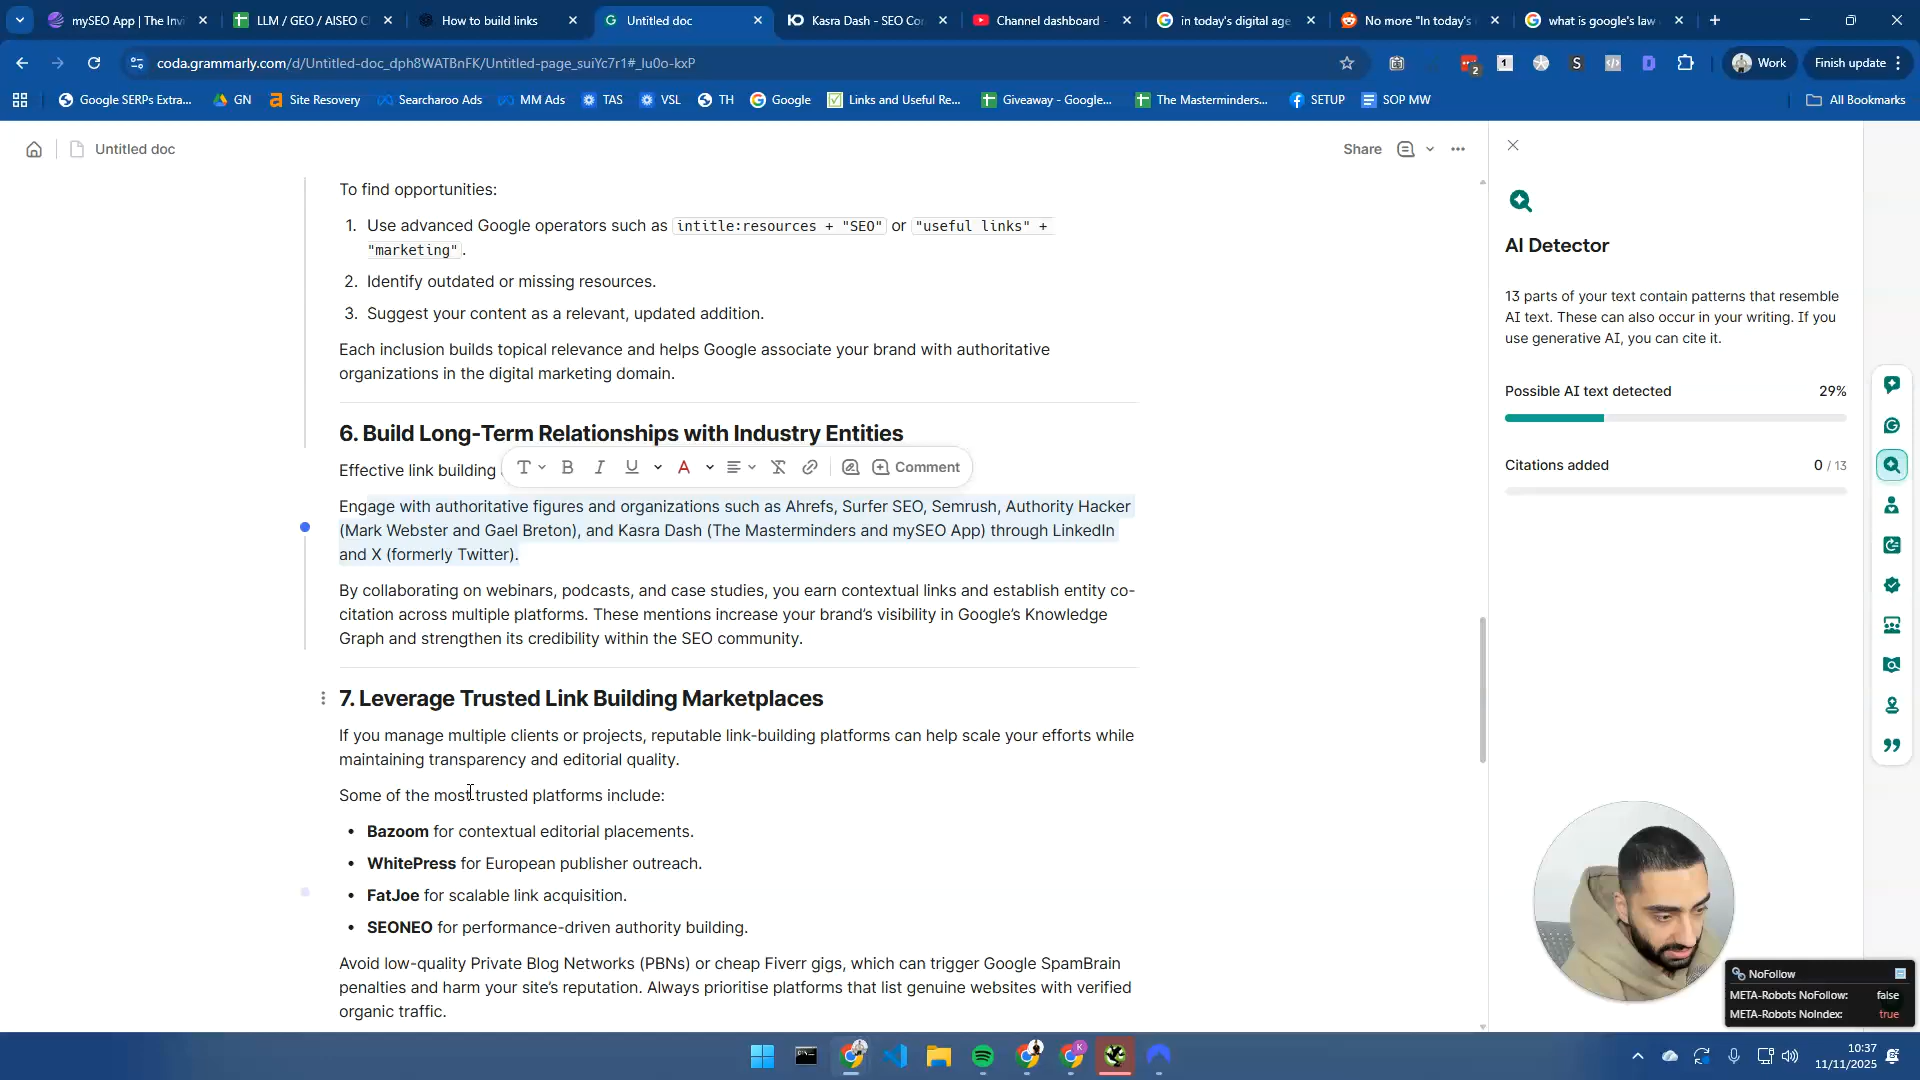 mySEO App | The Invi
LLM / GEO / AISEO C
How to build links
Untitled doc
Kasra Dash - SEO Co
Channel dashboard
in today's digital age
No more "In today's
what is google's law
coda.grammarly.com/d/Untitled-doc_dph8WATBnFK/Untitled-page_suiYc7r1#_lu0o-kxP
Work
Finish update
Google SERPs Extra...
GN
Site Recovery
Searcharoo Ads
MM Ads
TAS
VSL
TH
Google
Links and Useful Re...
Giveaway - Google...
The Masterminders...
SETUP
SOP MW
All Bookmarks
Untitled doc
Share
To find opportunities:
1. Use advanced Google operators such as intitle:resources + "SEO" or "useful links" +
"marketing".
2. Identify outdated or missing resources.
3. Suggest your content as a relevant, updated addition.
Each inclusion builds topical relevance and helps Google associate your brand with authoritative
organizations in the digital marketing domain.
6. Build Long-Term Relationships with Industry Entities
Effective link building
Comment
Engage with authoritative figures and organizations such as Ahrefs, Surfer SEO, Semrush, Authority Hacker
(Mark Webster and Gael Breton), and Kasra Dash (The Masterminders and mySEO App) through LinkedIn
and X (formerly Twitter).
By collaborating on webinars, podcasts, and case studies, you earn contextual links and establish entity co-
citation across multiple platforms. These mentions increase your brand's visibility in Google's Knowledge
Graph and strengthen its credibility within the SEO community.
7. Leverage Trusted Link Building Marketplaces
If you manage multiple clients or projects, reputable link-building platforms can help scale your efforts while
maintaining transparency and editorial quality.
Some of the most trusted platforms include:
• Bazoom for contextual editorial placements.
• WhitePress for European publisher outreach.
• FatJoe for scalable link acquisition.
• SEONEO for performance-driven authority building.
Avoid low-quality Private Blog Networks (PBNs) or cheap Fiverr gigs, which can trigger Google SpamBrain
penalties and harm your site's reputation. Always prioritise platforms that list genuine websites with verified
organic traffic.
AI Detector
13 parts of your text contain patterns that resemble
AI text. These can also occur in your writing. If you
use generative AI, you can cite it.
Possible AI text detected 29%
Citations added 0 / 13
NoFollow
META-Robots NoFollow: false
META-Robots NoIndex: true
10:37
11/11/2025